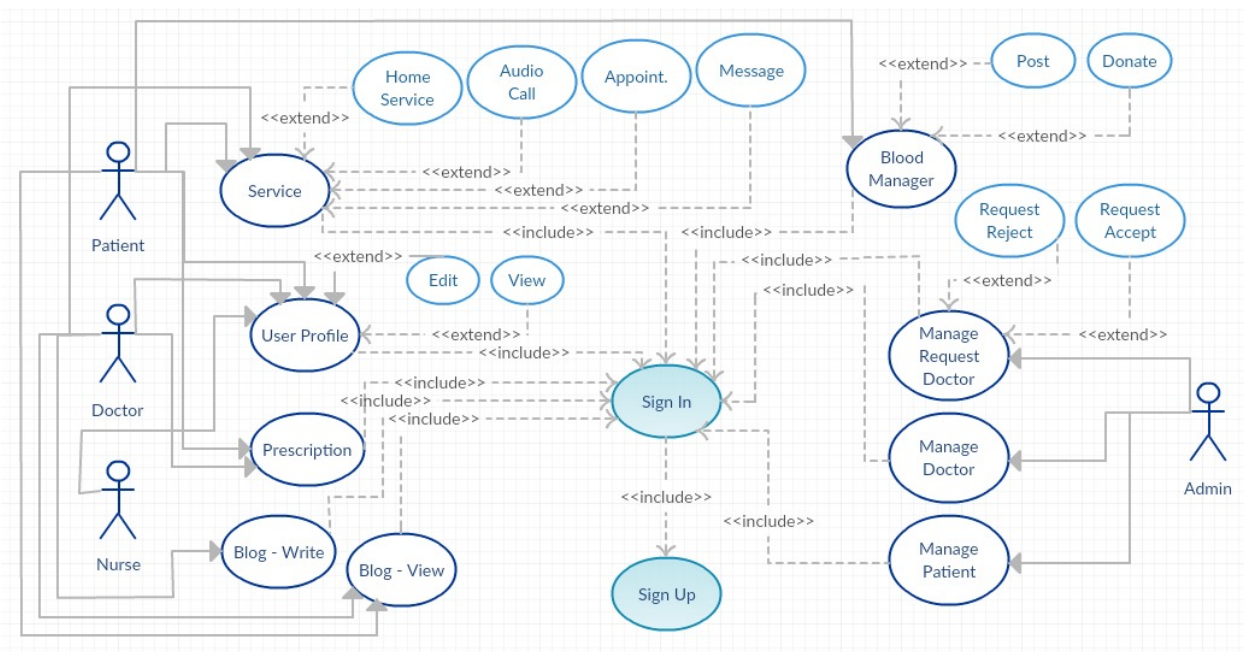 Home
Service
Audio
Call
Appoint.
Message
<<extend>>
Post
Donate
<<extend>>
<<extend>>
Blood
Manager
<<extend>>
Service
<<extend>>
<<extend>>
Patient
<<include>>
<<include>>
Request
Reject
Request
Accept
<<extend>>
Edit
View
<<include>>
<<extend>>
<<include>>
User Profile
<<extend>>
<<include>>
Manage
Request
Doctor
<<extend>>
Doctor
<<include>>
<<include>>
<<include>>
Sign In
Prescription
Manage
Doctor
Admin
<<include>>
<<include>>
Nurse
Blog - Write
Blog - View
Manage
Patient
Sign Up